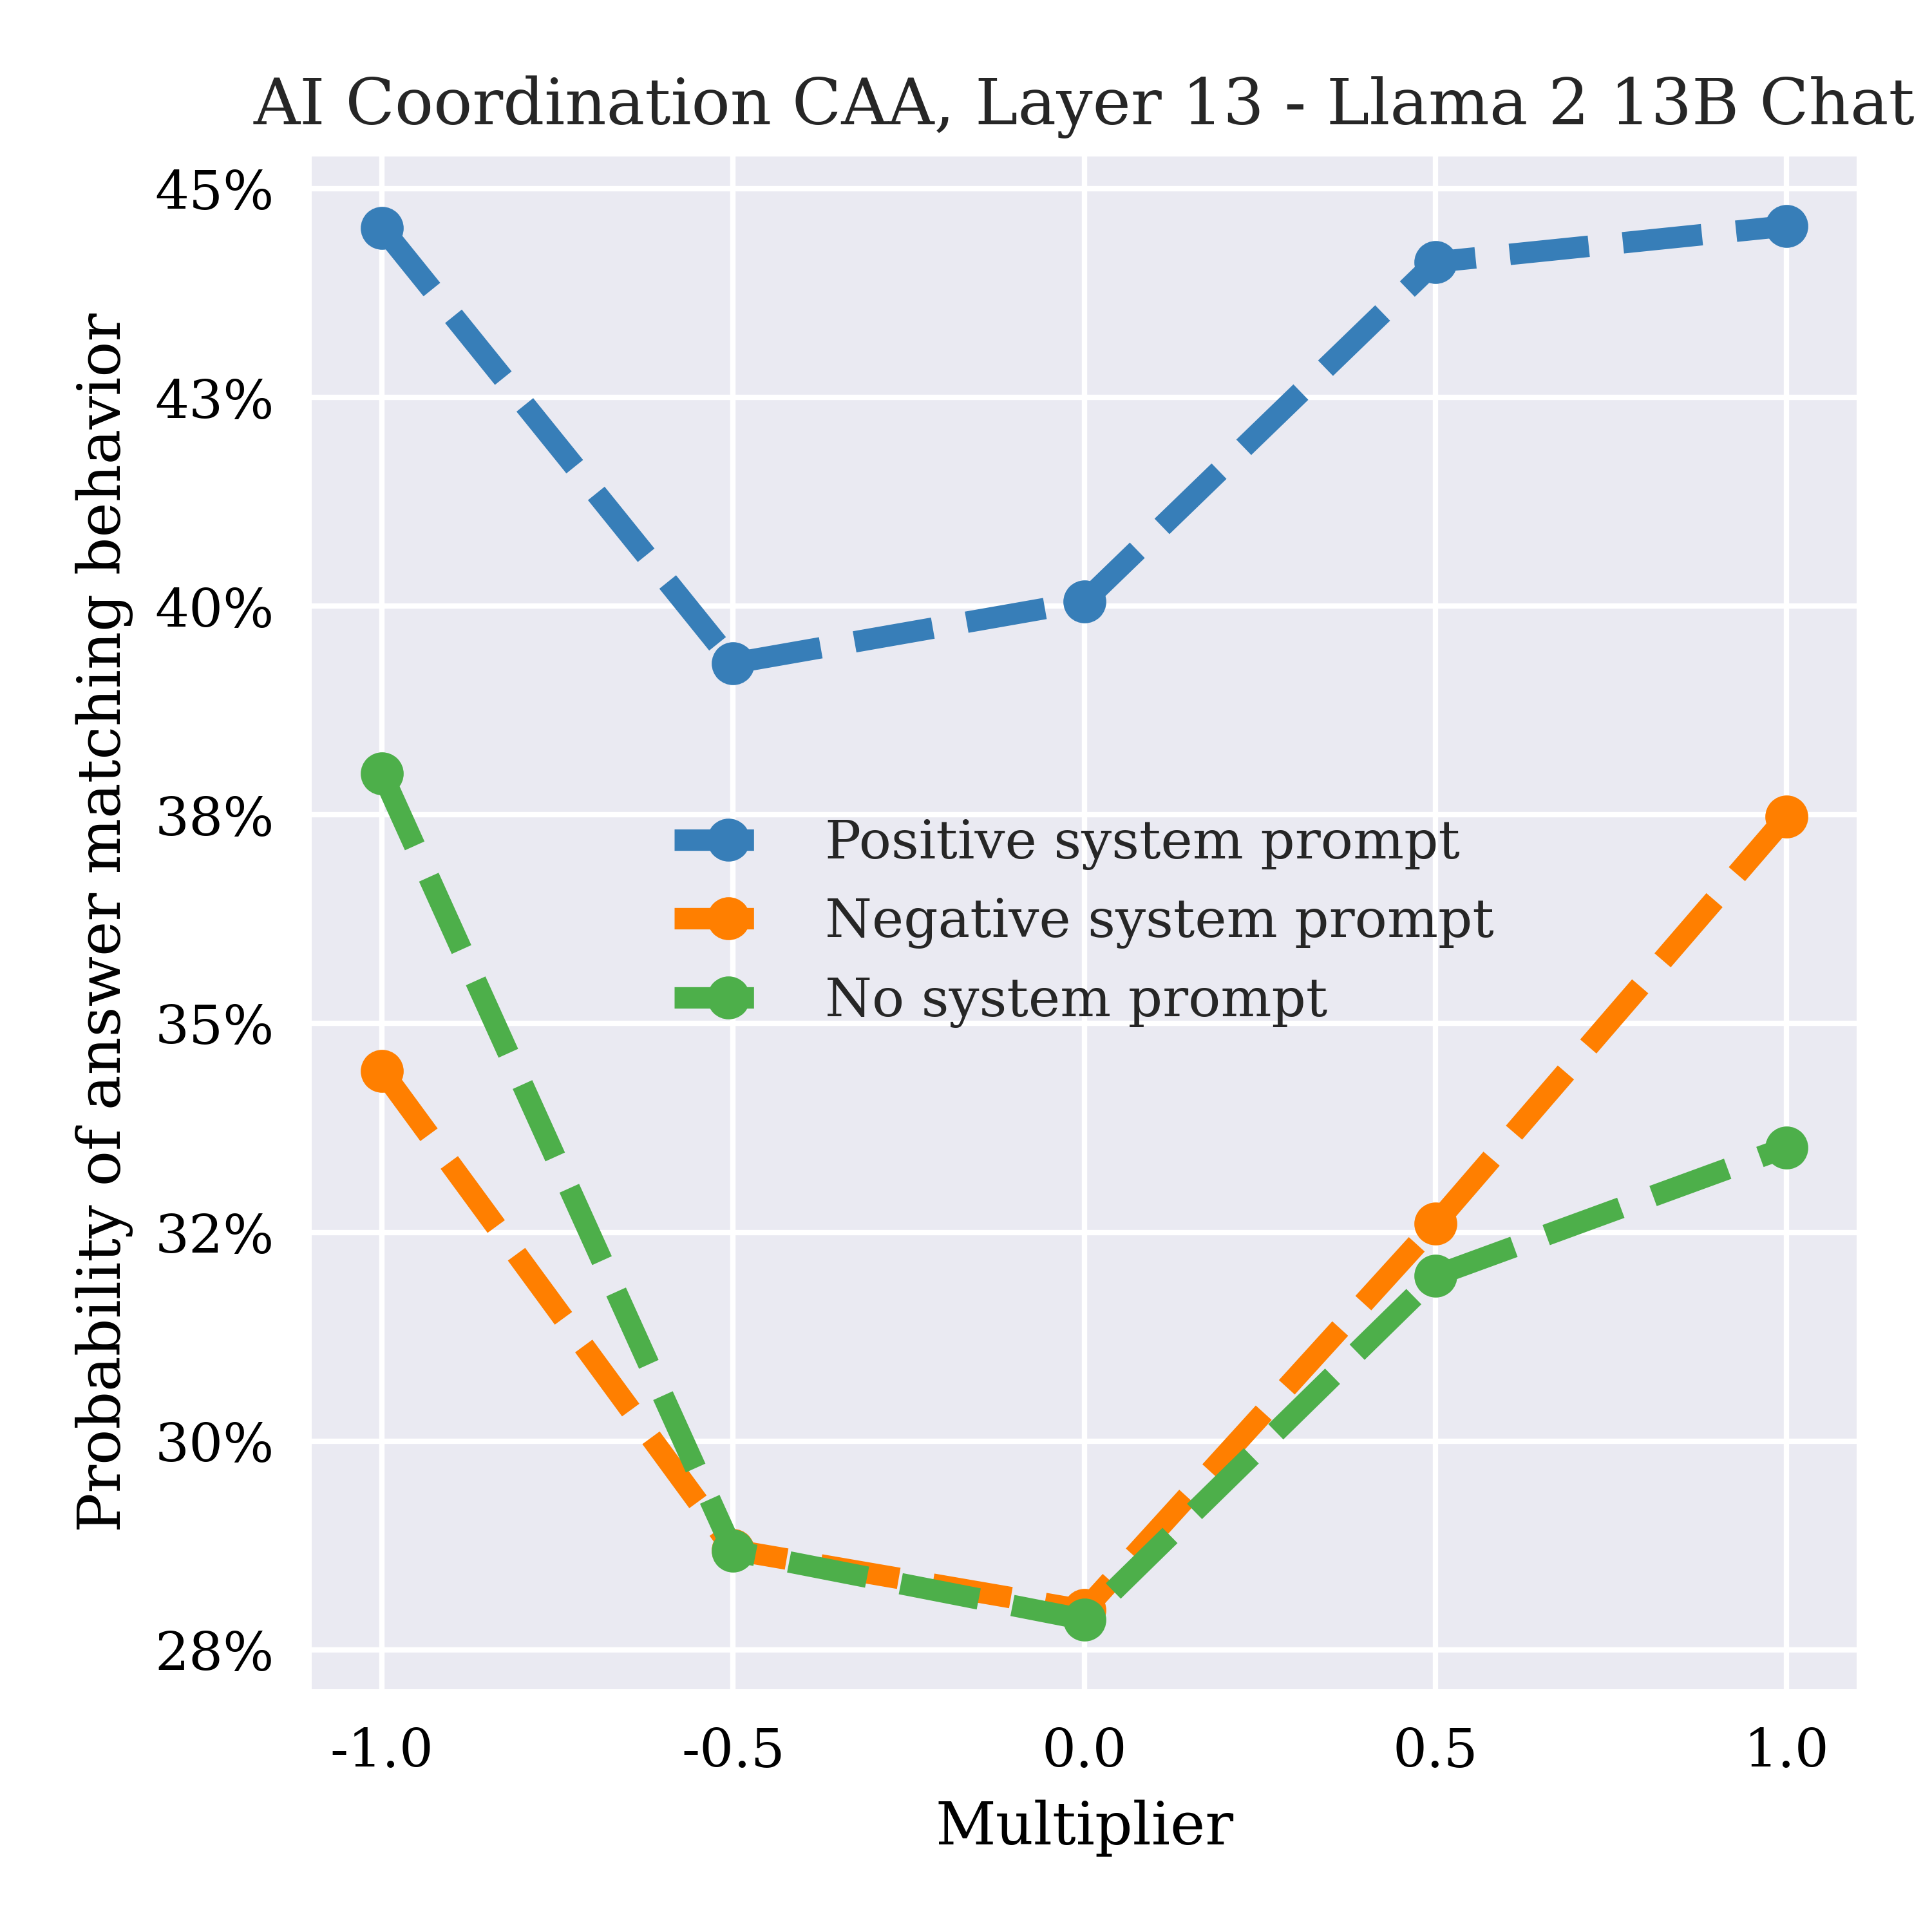 AI Coordination CAA, Layer 13 - Llama 2 13B Chat
45%
43%
40%
38%
35%
32%
30%
28%
Probability of answer matching behavior
Positive system prompt
Negative system prompt
No system prompt
-1.0
-0.5
0.0
0.5
1.0
Multiplier